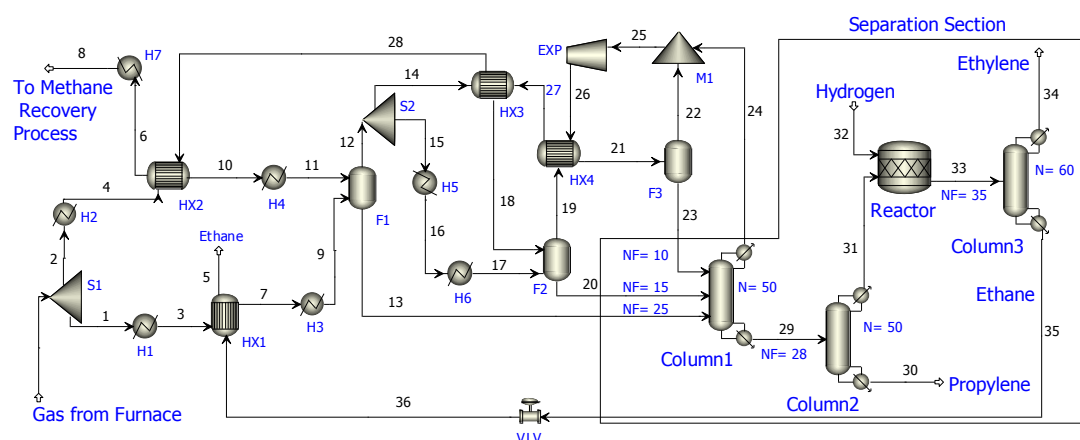 Separation Section
28
25
EXP
8
H7
14
M1
Ethylene
To Methane
Recovery
Process
S2
HX3
27
26
24
34
Hydrogen
6
12
15
22
32
N= 60
10
11
HX4
21
33
4
HX2
H4
F1
H5
18
F3
NF= 35
H2
19
23
Reactor
Ethane
16
31
Column3
2
9
17
NF= 10
5
13
H6
F2
20
NF= 15
N= 50
Ethane
S1
7
NF= 25
35
1
3
H3
29
N= 50
H1
HX1
Column1
NF= 28
30
Propylene
36
Column2
Gas from Furnace
VLV